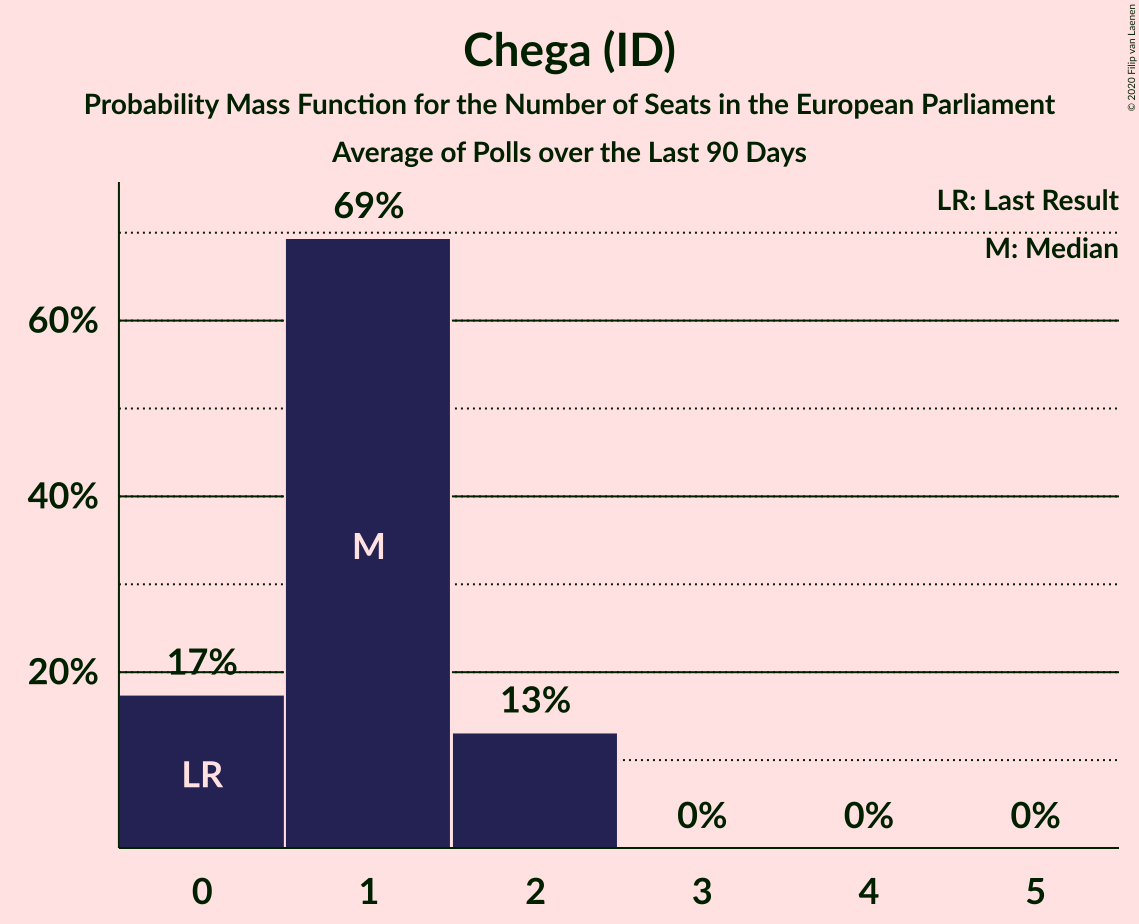 Chega (ID)
Probability Mass Function for the Number of Seats in the European Parliament
Average of Polls over the Last 90 Days
© 2020 Filip van Laenen
LR: Last Result
M: Median
69%
60%
40%
M
20%
17%
13%
LR
0%
0%
0%
0
1
2
3
4
5